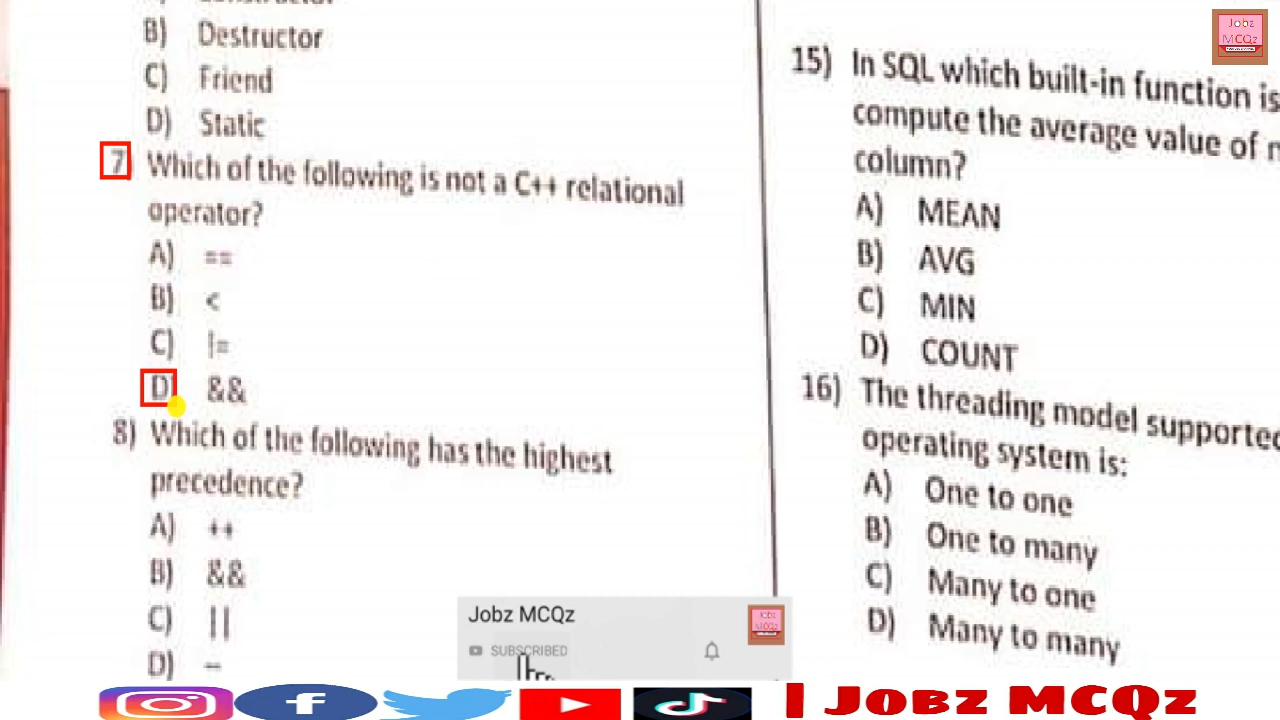 B) Destructor
C) Friend
D) Static
7) Which of the following is not a C++ relational
operator?
A) ==
B) <
C) |=
D) &&
8) Which of the following has the highest
precedence?
A) ++
B) &&
C) ||
D) --
15) In SQL which built-in function is
compute the average value of
column?
A) MEAN
B) AVG
C) MIN
D) COUNT
16) The threading model supported
operating system is:
A) One to one
B) One to many
C) Many to one
D) Many to many
Jobz
MCQz
Jobz MCQz
SUBSCRIBED
Jobz
MCQz
| Jobz MCQz